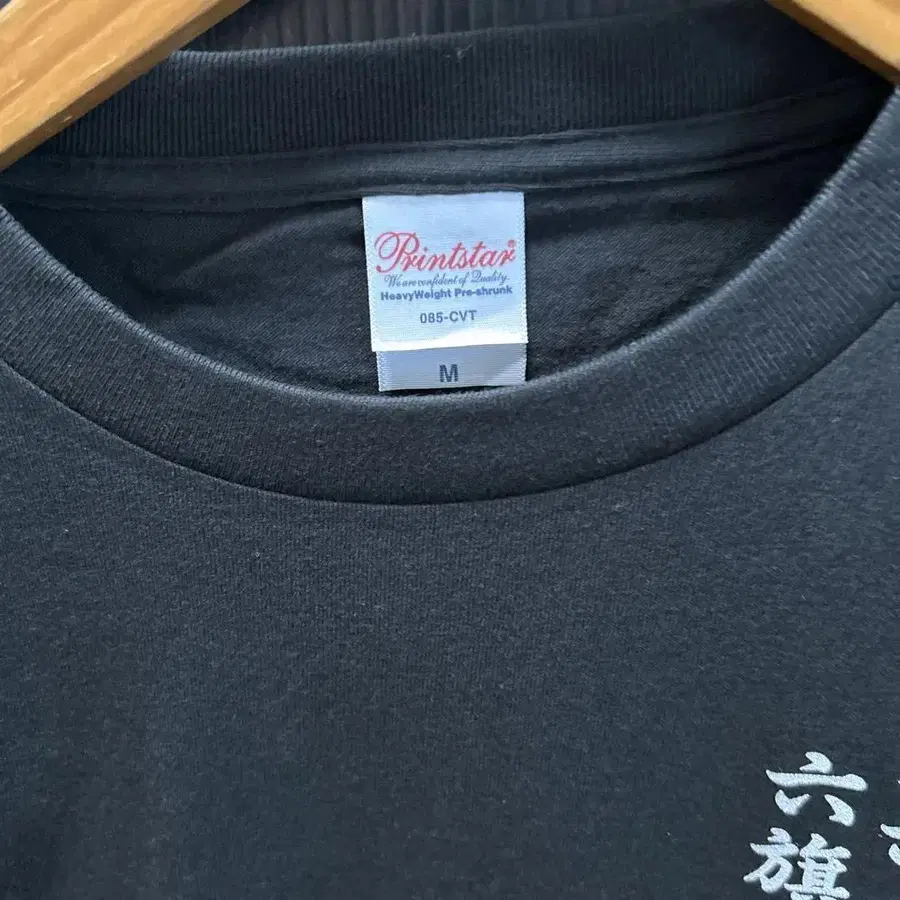 Printstar®
We are confident of Quality.
HeavyWeight Pre-shrunk
085-CVT
M
六旗